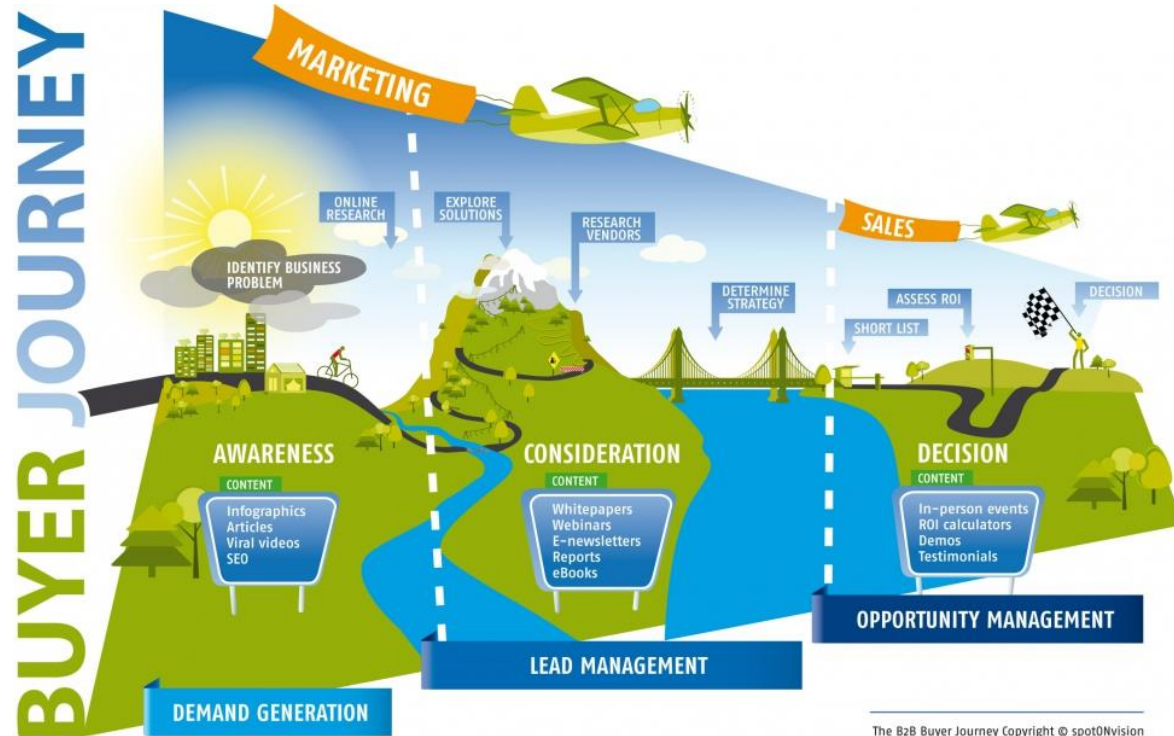 BUYER JOURNEY
MARKETING
SALES
ONLINE
RESEARCH
EXPLORE
SOLUTIONS
RESEARCH
VENDORS
IDENTIFY BUSINESS
PROBLEM
DETERMINE
STRATEGY
ASSESS ROI
DECISION
SHORT LIST
AWARENESS
CONTENT
Infographics
Articles
Viral videos
SEO
CONSIDERATION
CONTENT
Whitepapers
Webinars
E-newsletters
Reports
eBooks
DECISION
CONTENT
In-person events
ROI calculators
Demos
Testimonials
DEMAND GENERATION
LEAD MANAGEMENT
OPPORTUNITY MANAGEMENT
The B2B Buyer Journey Copyright © spotONvision